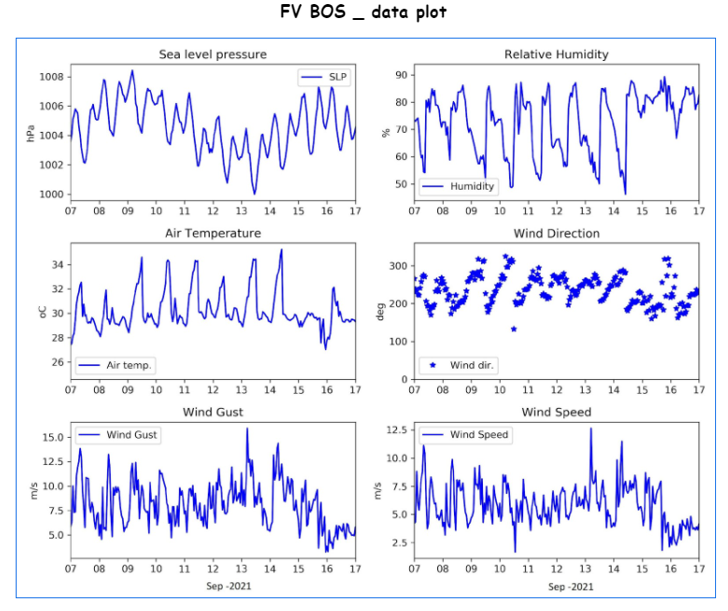 FV BOS _ data plot
Sea level pressure
SLP
hPa
1008
1006
1004
1002
1000
07 08 09 10 11 12 13 14 15 16 17
Relative Humidity
Humidity
%
90
80
70
60
50
07 08 09 10 11 12 13 14 15 16 17
Air Temperature
Air temp.
oC
34
32
30
28
26
07 08 09 10 11 12 13 14 15 16 17
Wind Direction
Wind dir.
deg
300
200
100
0
07 08 09 10 11 12 13 14 15 16 17
Wind Gust
Wind Gust
m/s
15.0
12.5
10.0
7.5
5.0
07 08 09 10 11 12 13 14 15 16 17
Sep -2021
Wind Speed
Wind Speed
m/s
12.5
10.0
7.5
5.0
2.5
07 08 09 10 11 12 13 14 15 16 17
Sep -2021